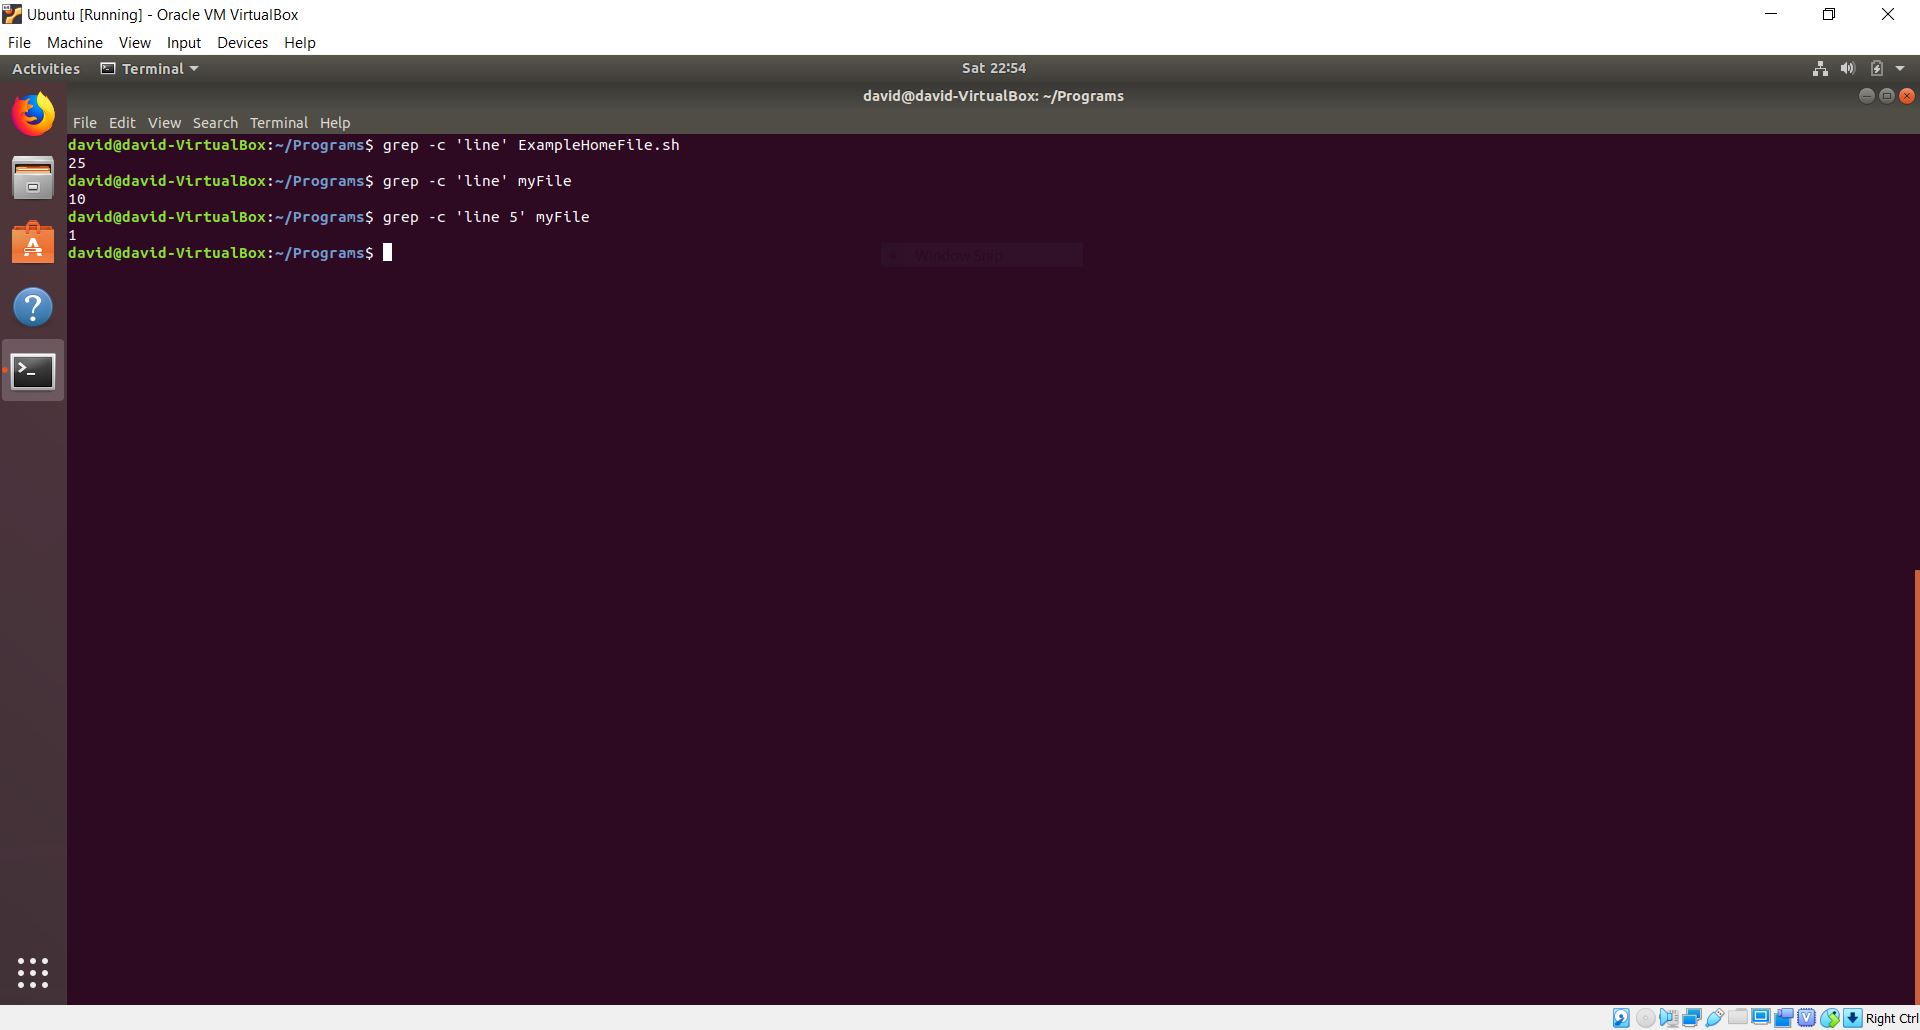 Ubuntu [Running] - Oracle VM VirtualBox
File Machine View Input Devices Help
Activities Terminal Sat 22:54
david@david-VirtualBox: ~/Programs
File Edit View Search Terminal Help
david@david-VirtualBox:~/Programs$ grep -c 'line' ExampleHomeFile.sh
25
david@david-VirtualBox:~/Programs$ grep -c 'line' myFile
10
david@david-VirtualBox:~/Programs$ grep -c 'line 5' myFile
1
david@david-VirtualBox:~/Programs$
Window Snip
Right Ctrl